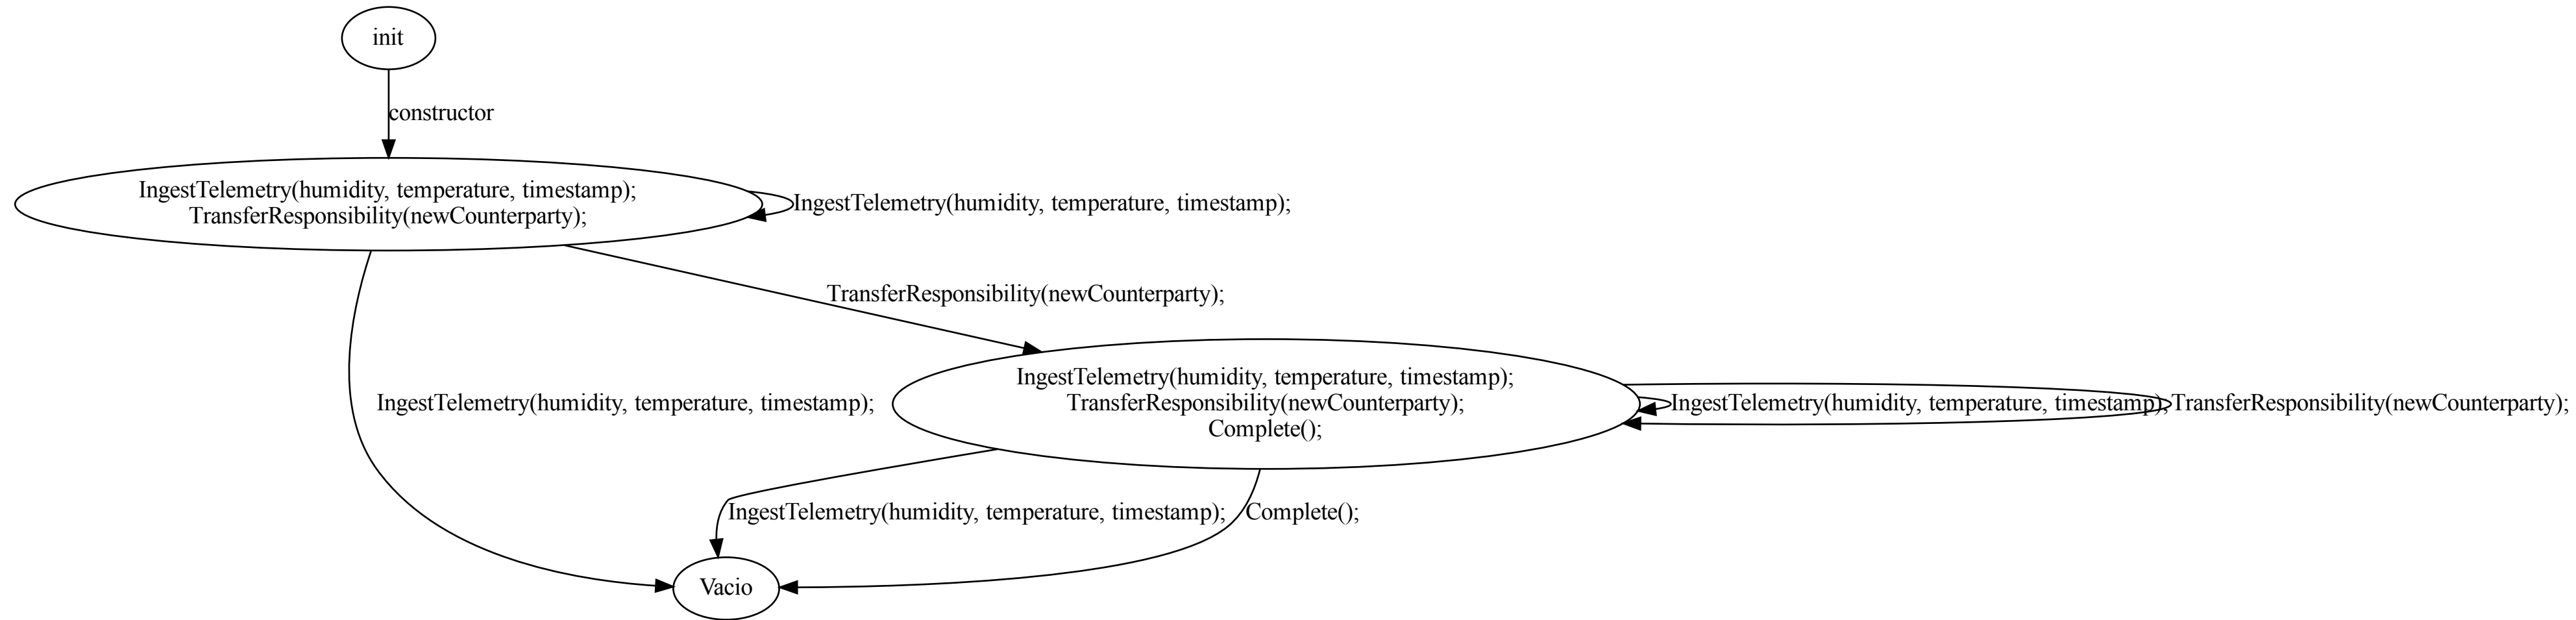 init
constructor
IngestTelemetry(humidity, temperature, timestamp);
TransferResponsibility(newCounterparty);
IngestTelemetry(humidity, temperature, timestamp);
TransferResponsibility(newCounterparty);
IngestTelemetry(humidity, temperature, timestamp);
IngestTelemetry(humidity, temperature, timestamp);
TransferResponsibility(newCounterparty);
Complete();
IngestTelemetry(humidity, temperature, timestamp);
TransferResponsibility(newCounterparty);
IngestTelemetry(humidity, temperature, timestamp);
Complete();
Vacio